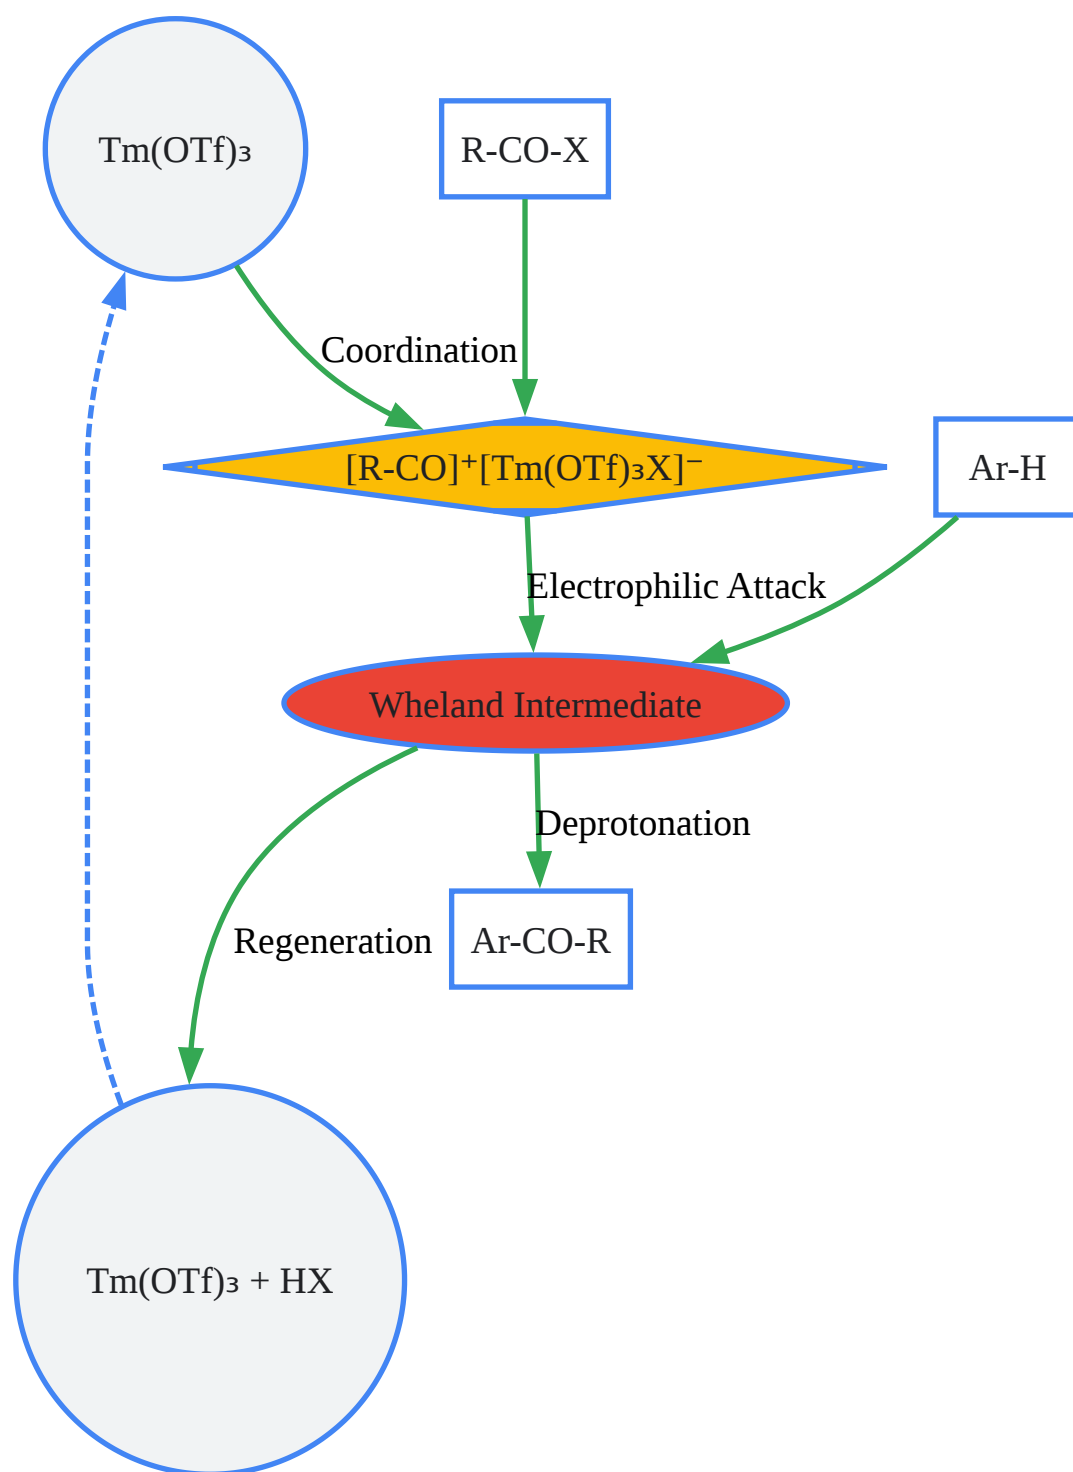 Tm(OTf)₃
R-CO-X
Coordination
[R-CO]⁺[Tm(OTf)₃X]⁻
Ar-H
Electrophilic Attack
Wheland Intermediate
Deprotonation
Regeneration
Ar-CO-R
Tm(OTf)₃ + HX